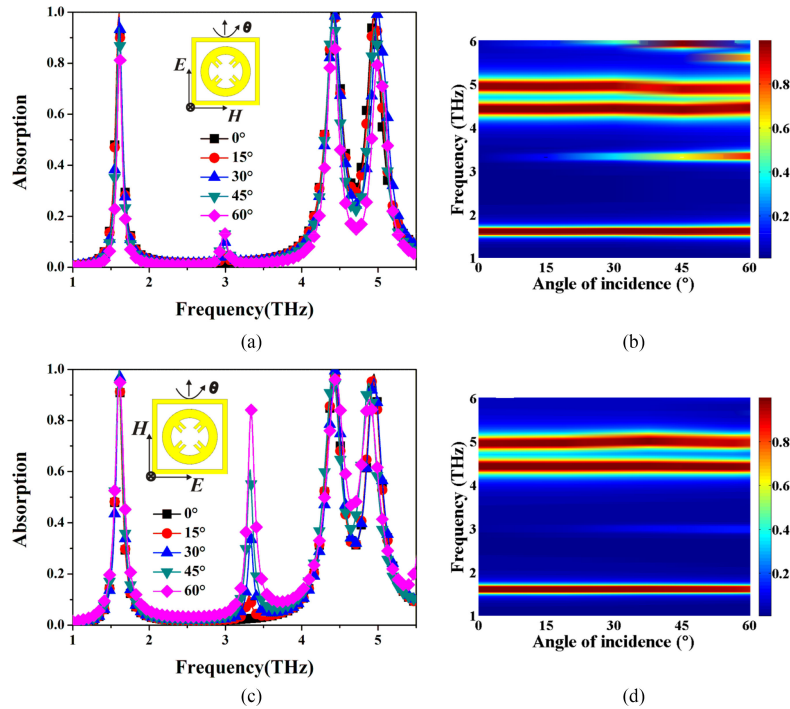 1.0
0.8
0.6
0.4
0.2
0.0
Absorption
θ
E
H
0°
15°
30°
45°
60°
1 2 3 4 5
Frequency(THz)
(a)
6
5
4
3
2
1
Frequency (THz)
0 15 30 45 60
Angle of incidence (°)
0.8
0.6
0.4
0.2
(b)
1.0
0.8
0.6
0.4
0.2
0.0
Absorption
θ
H
E
0°
15°
30°
45°
60°
1 2 3 4 5
Frequency(THz)
(c)
6
5
4
3
2
1
Frequency (THz)
0 15 30 45 60
Angle of incidence (°)
0.8
0.6
0.4
0.2
(d)